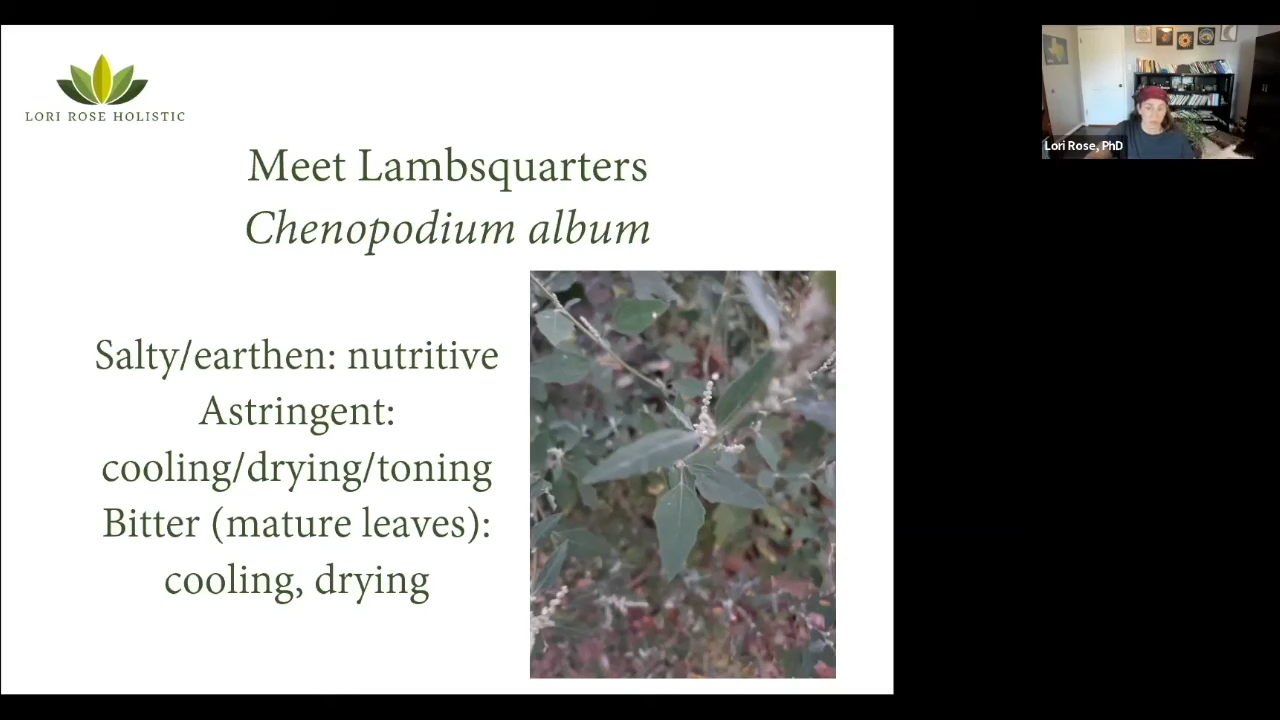 LORI ROSE HOLISTIC
Meet Lambsquarters
Chenopodium album
Salty/earthen: nutritive
Astringent:
cooling/drying/toning
Bitter (mature leaves):
cooling, drying
Lori Rose, PhD